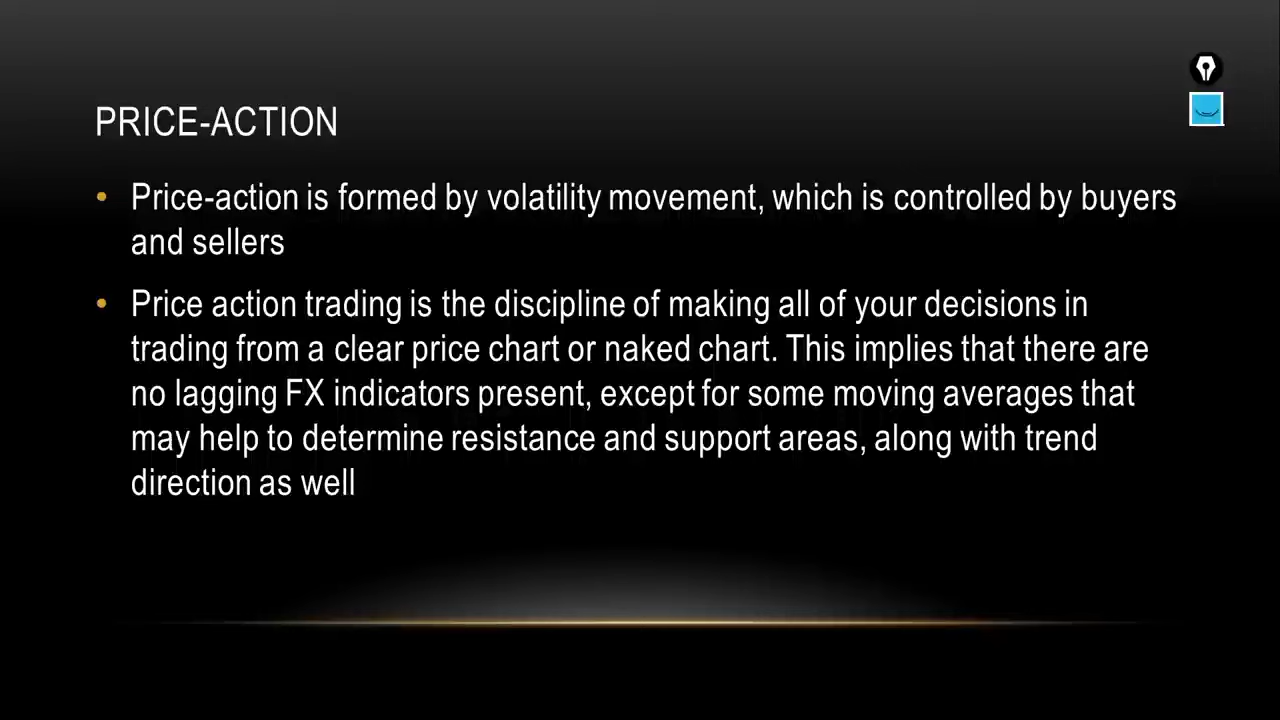 PRICE-ACTION
• Price-action is formed by volatility movement, which is controlled by buyers
and sellers
• Price action trading is the discipline of making all of your decisions in
trading from a clear price chart or naked chart. This implies that there are
no lagging FX indicators present, except for some moving averages that
may help to determine resistance and support areas, along with trend
direction as well